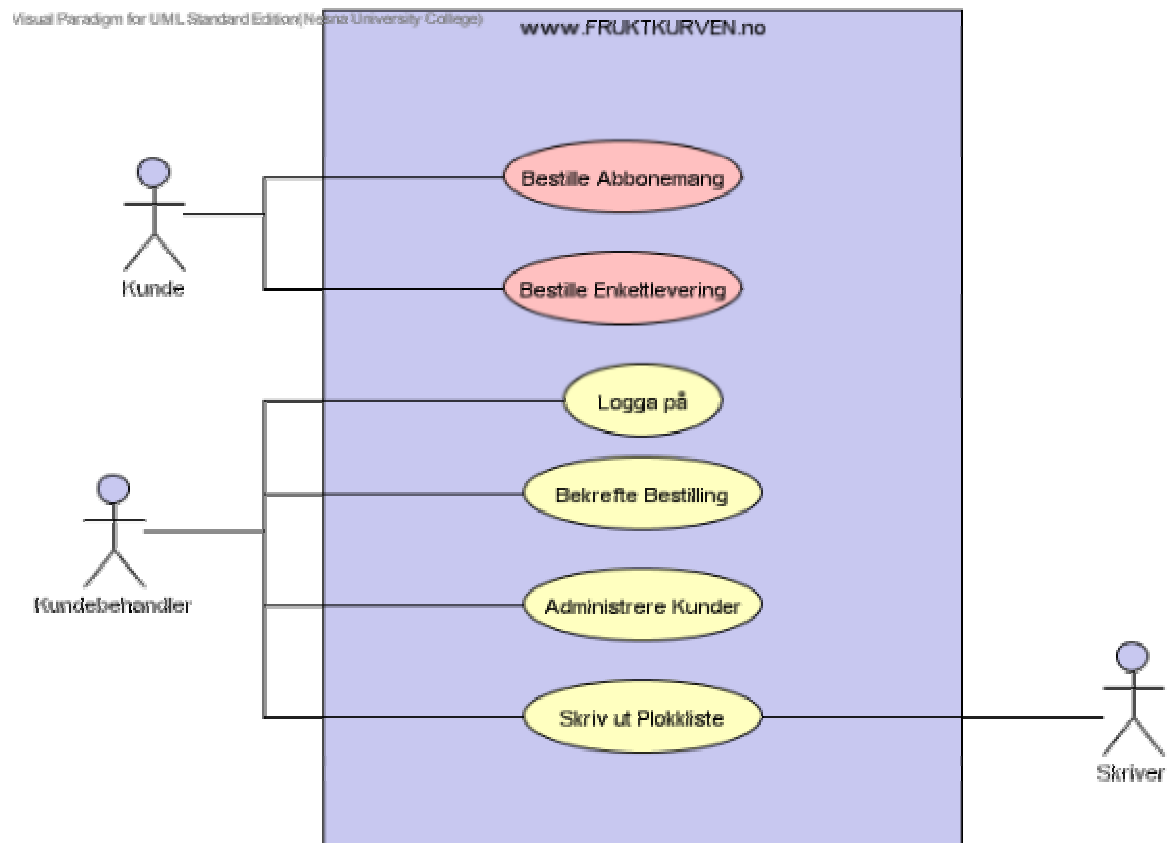 Visual Paradigm for UML Standard Edition(Nesna University College)
www.FRUKTKURVEN.no
Bestille Abbonemang
Kunde
Bestille Enkeltlevering
Logga på
Bekrefte Bestilling
Kundebehandler
Administrere Kunder
Skriv ut Plokkliste
Skriver